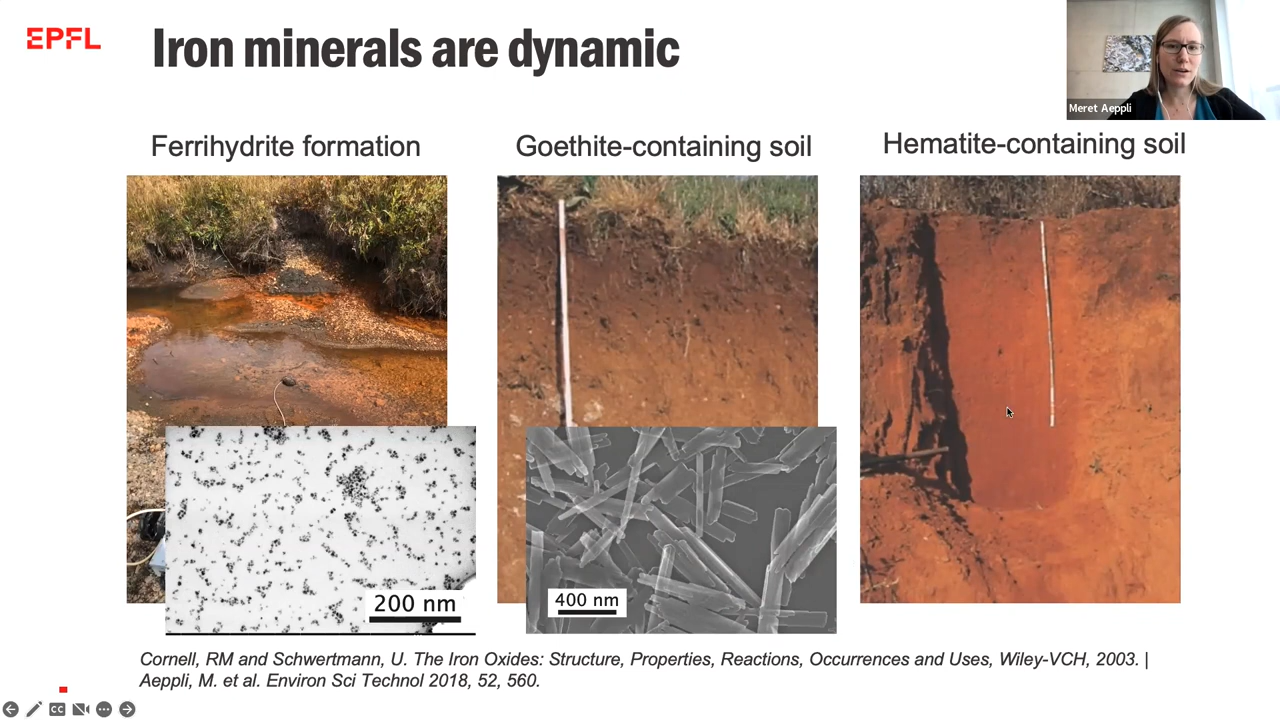 EPFL
Iron minerals are dynamic
Meret Aeppli
Ferrihydrite formation
Goethite-containing soil
Hematite-containing soil
200 nm
400 nm
Cornell, RM and Schwertmann, U. The Iron Oxides: Structure, Properties, Reactions, Occurrences and Uses, Wiley-VCH, 2003. |
Aeppli, M. et al. Environ Sci Technol 2018, 52, 560.
CC